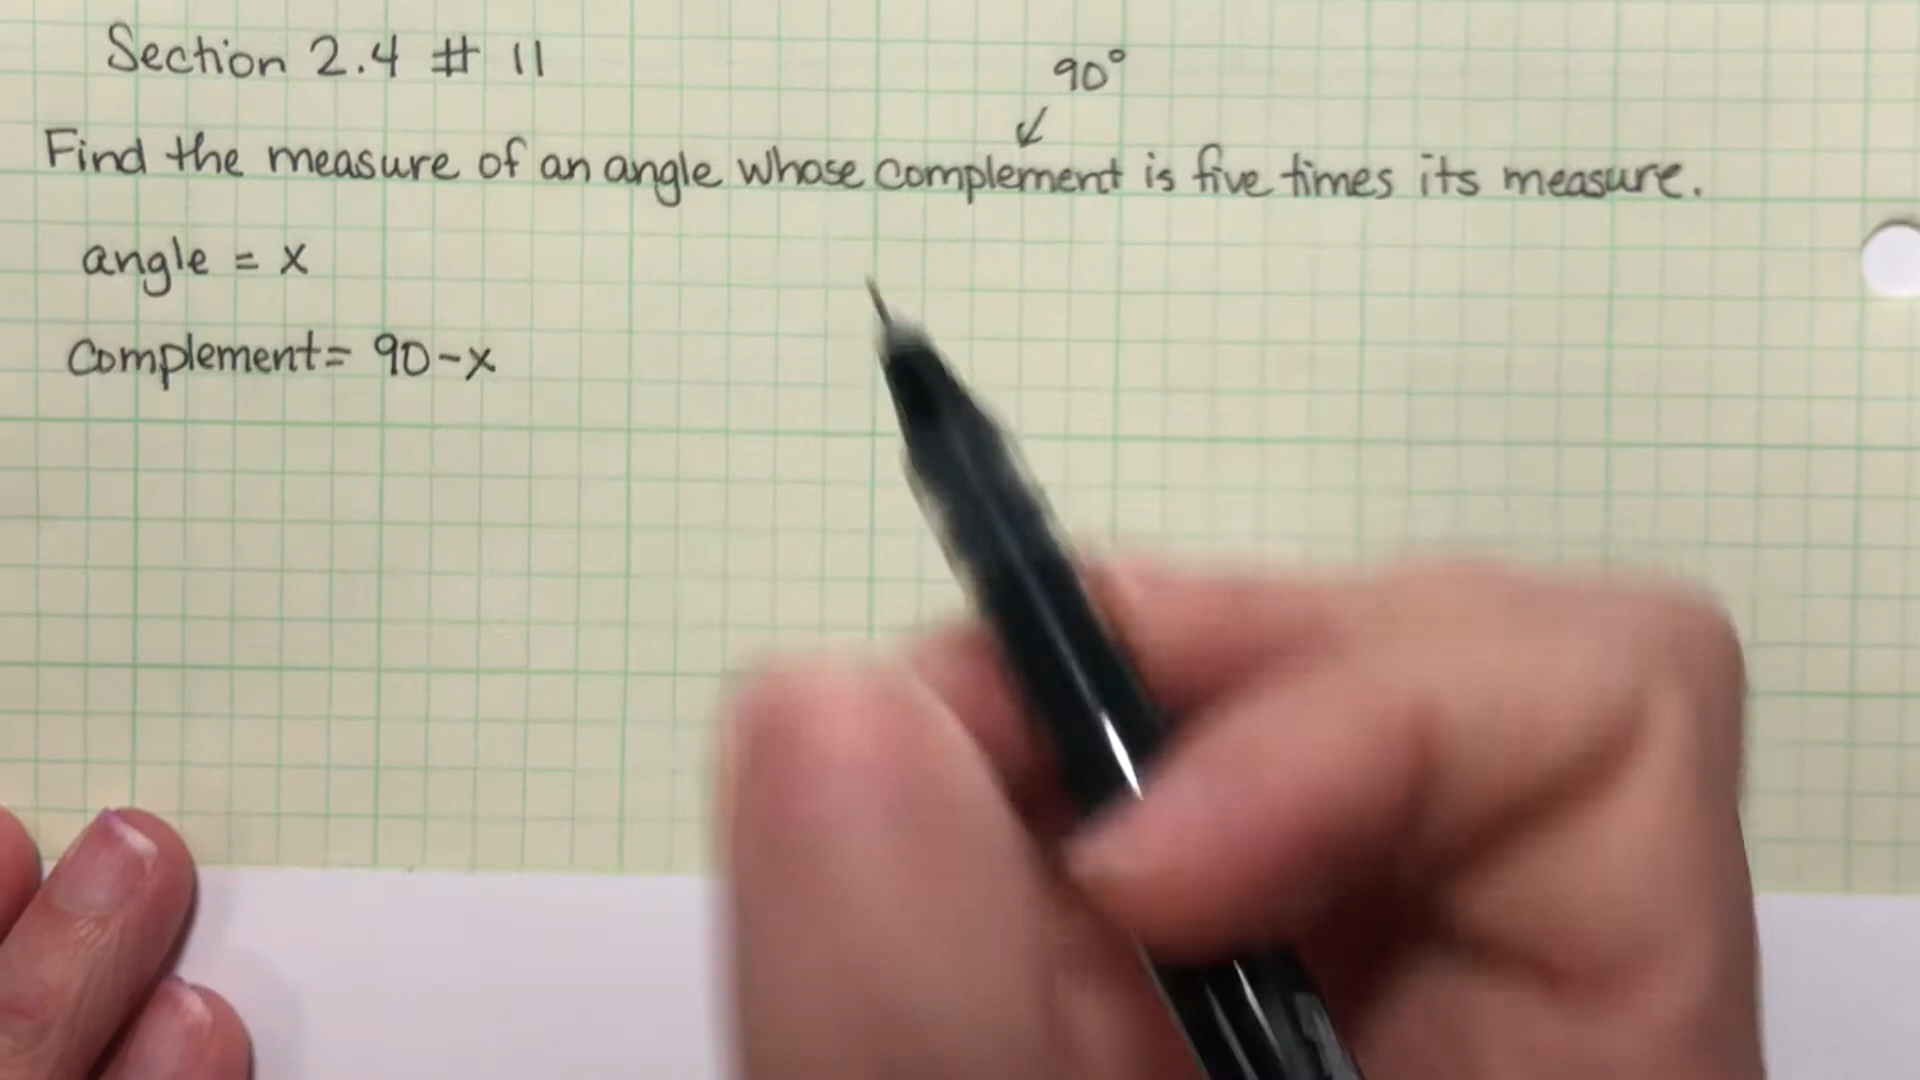 Section 2.4 # 11
90°
↙
Find the measure of an angle whose complement is five times its measure.
angle = x
complement = 90-x